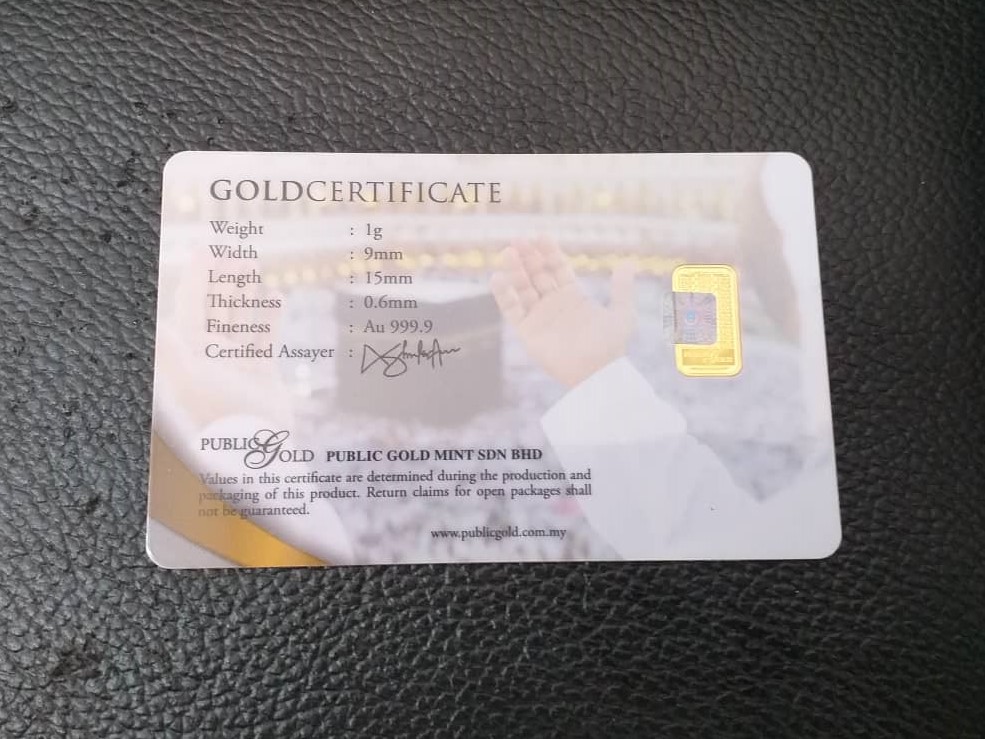 GOLDCERTIFICATE
Weight : 1g
Width : 9mm
Length : 15mm
Thickness : 0.6mm
Fineness : Au 999.9
Certified Assayer :
PUBLIC GOLD PUBLIC GOLD MINT SDN BHD
Values in this certificate are determined during the production and
packaging of this product. Return claims for open packages shall
not be guaranteed.
www.publicgold.com.my